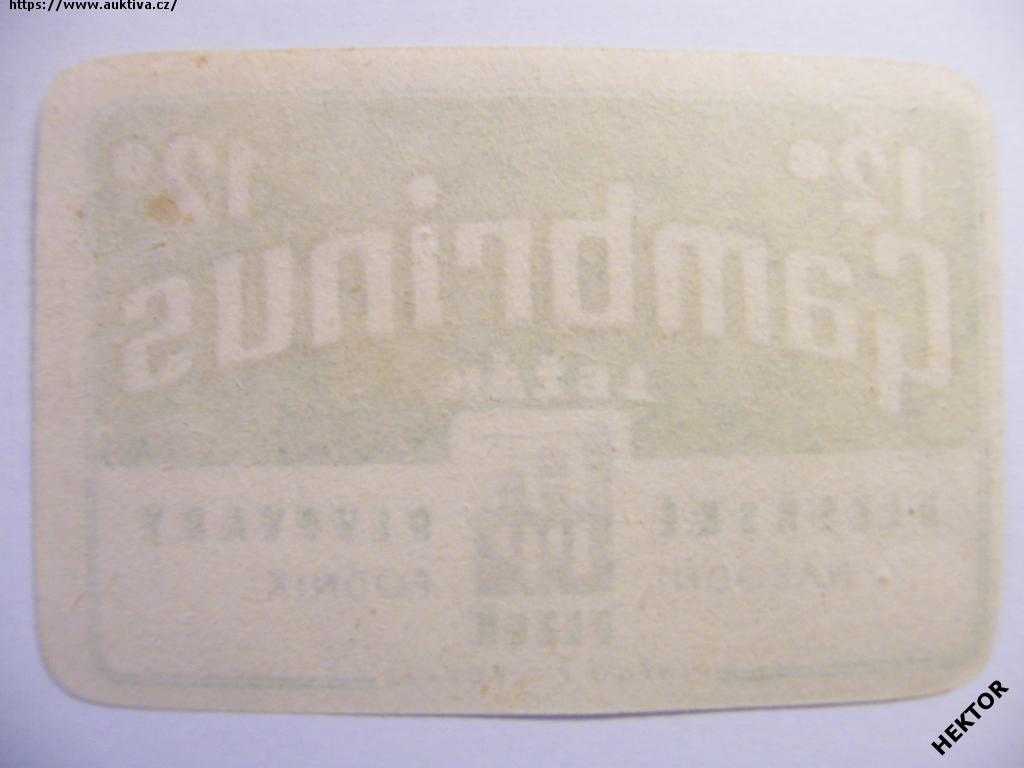 https://www.auktiva.cz/
12° 12°
Gambrinus
LEŽÁK
PLZEŇSKÉ PIVOVARY
NÁRODNÍ PODNIK
PLZEŇ
HEKTOR